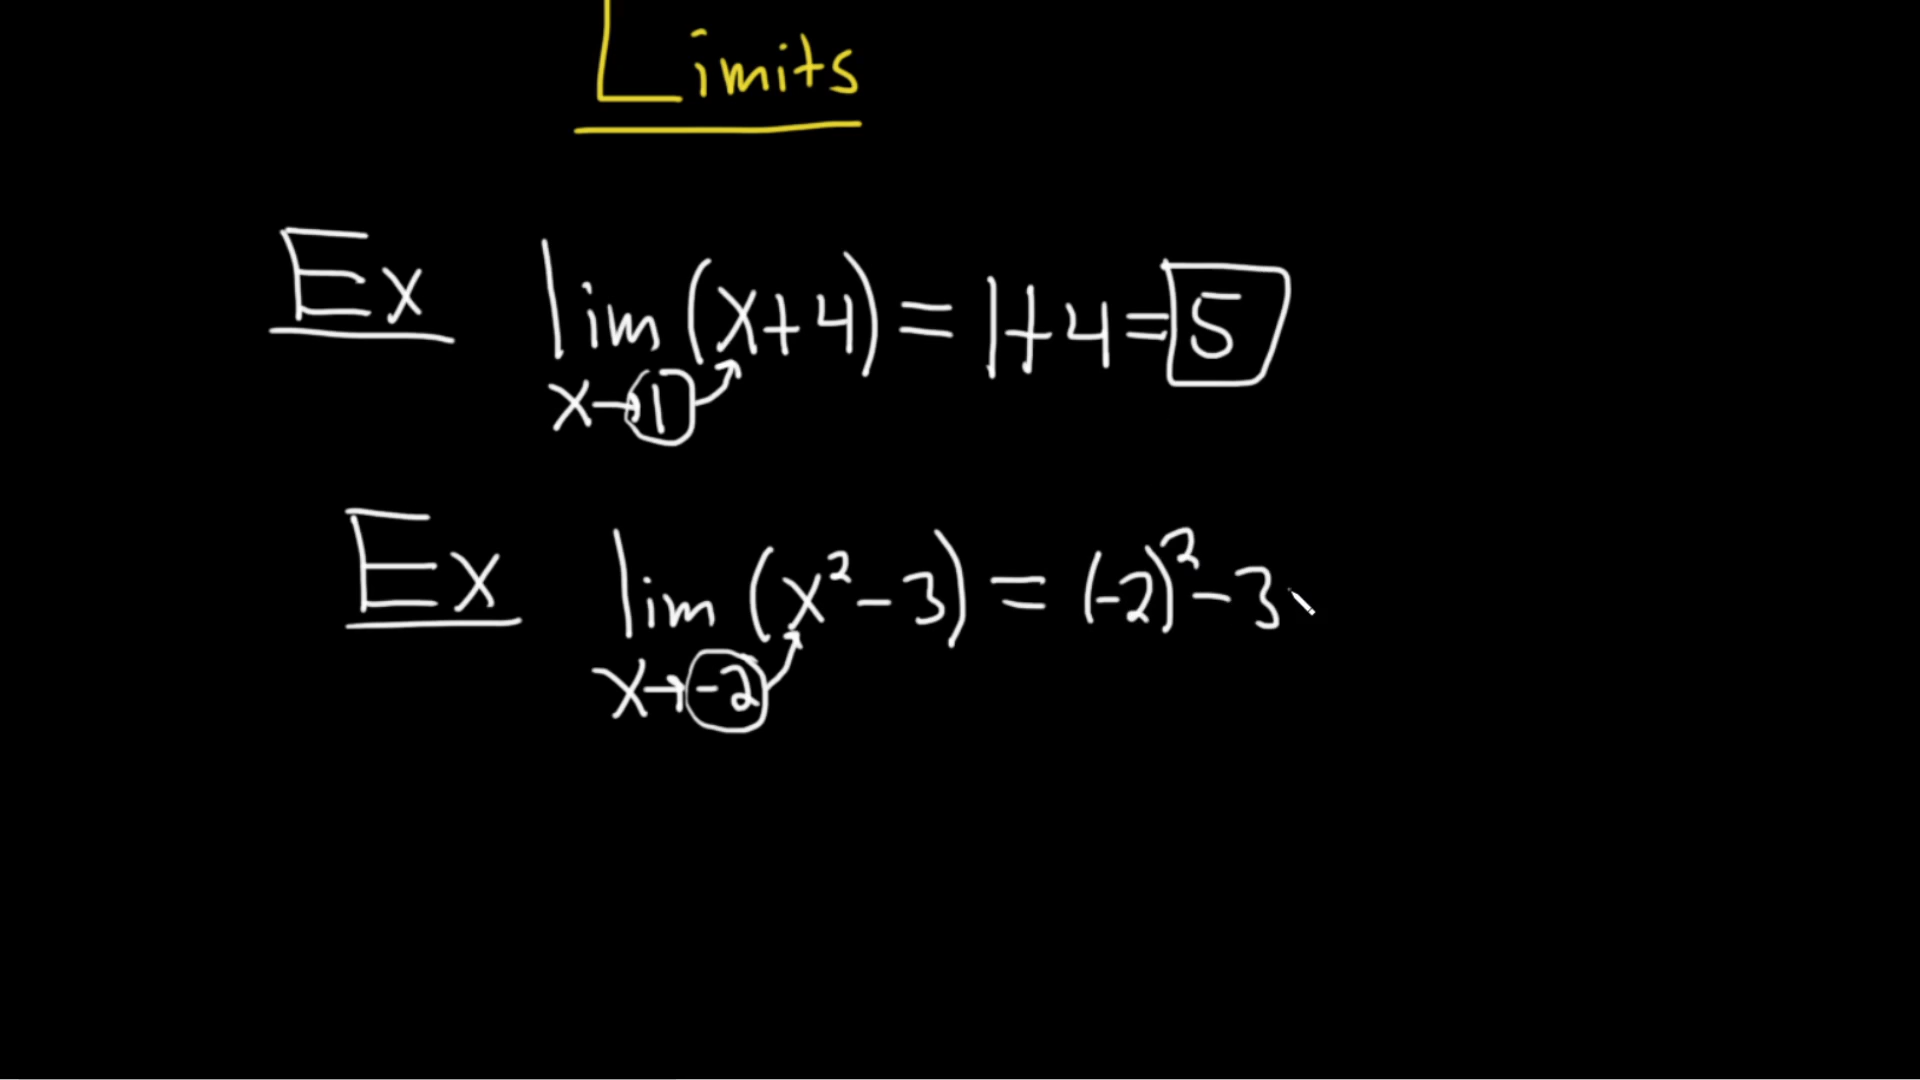 Limits
Ex lim (x+4) = 1+4 = 5
x→1
Ex lim (x²-3) = (-2)²-3
x→-2